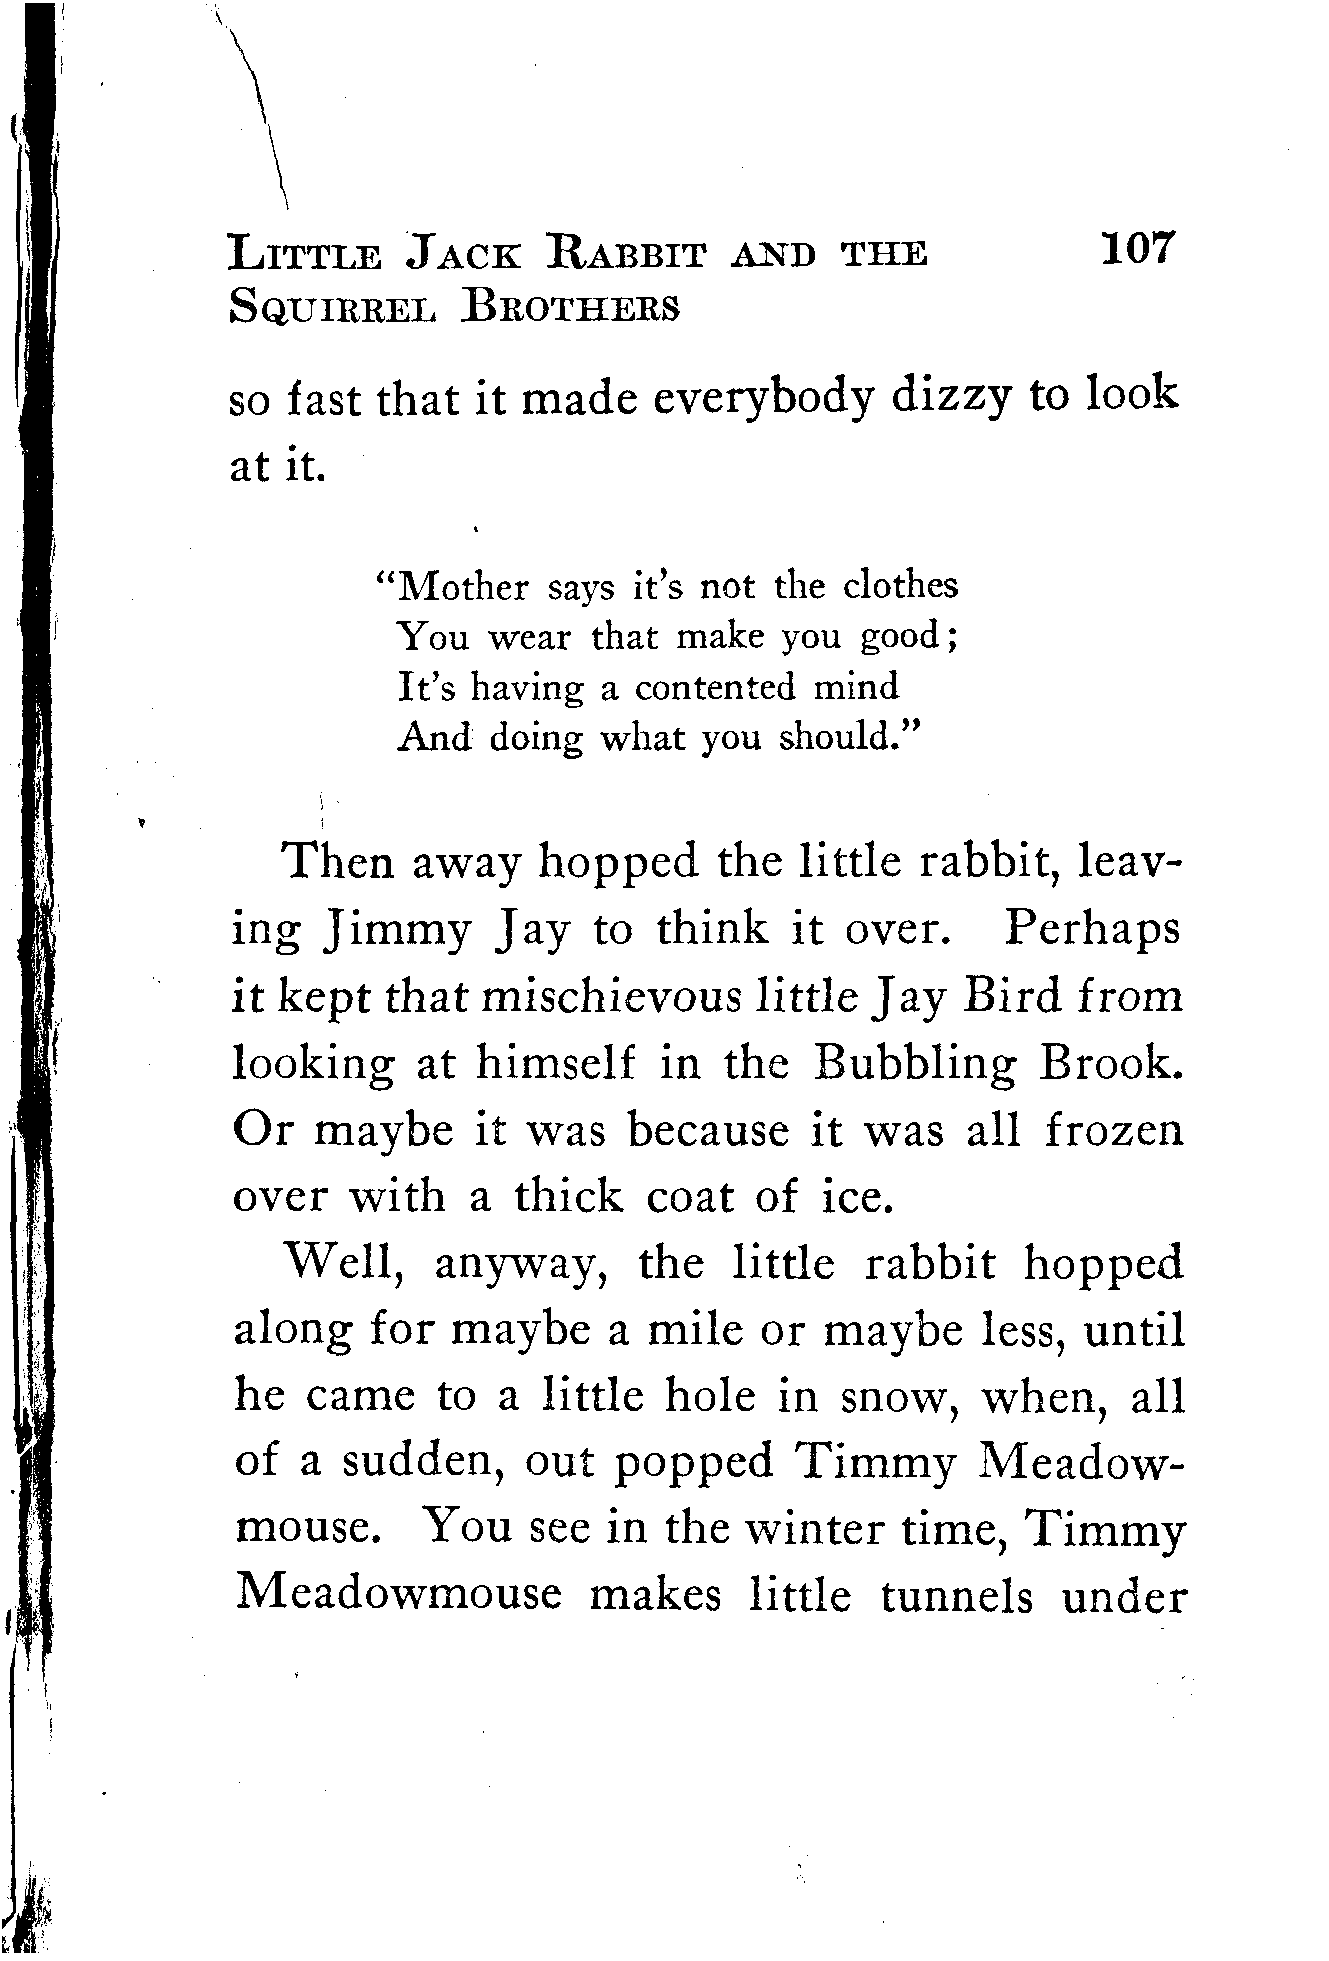 LITTLE JACK RABBIT AND THE 107
SQUIRREL BROTHERS
so fast that it made everybody dizzy to look
at it.
"Mother says it's not the clothes
You wear that make you good;
It's having a contented mind
And doing what you should."
Then away hopped the little rabbit, leav-
ing Jimmy Jay to think it over. Perhaps
it kept that mischievous little Jay Bird from
looking at himself in the Bubbling Brook.
Or maybe it was because it was all frozen
over with a thick coat of ice.
Well, anyway, the little rabbit hopped
along for maybe a mile or maybe less, until
he came to a little hole in snow, when, all
of a sudden, out popped Timmy Meadow-
mouse. You see in the winter time, Timmy
Meadowmouse makes little tunnels under